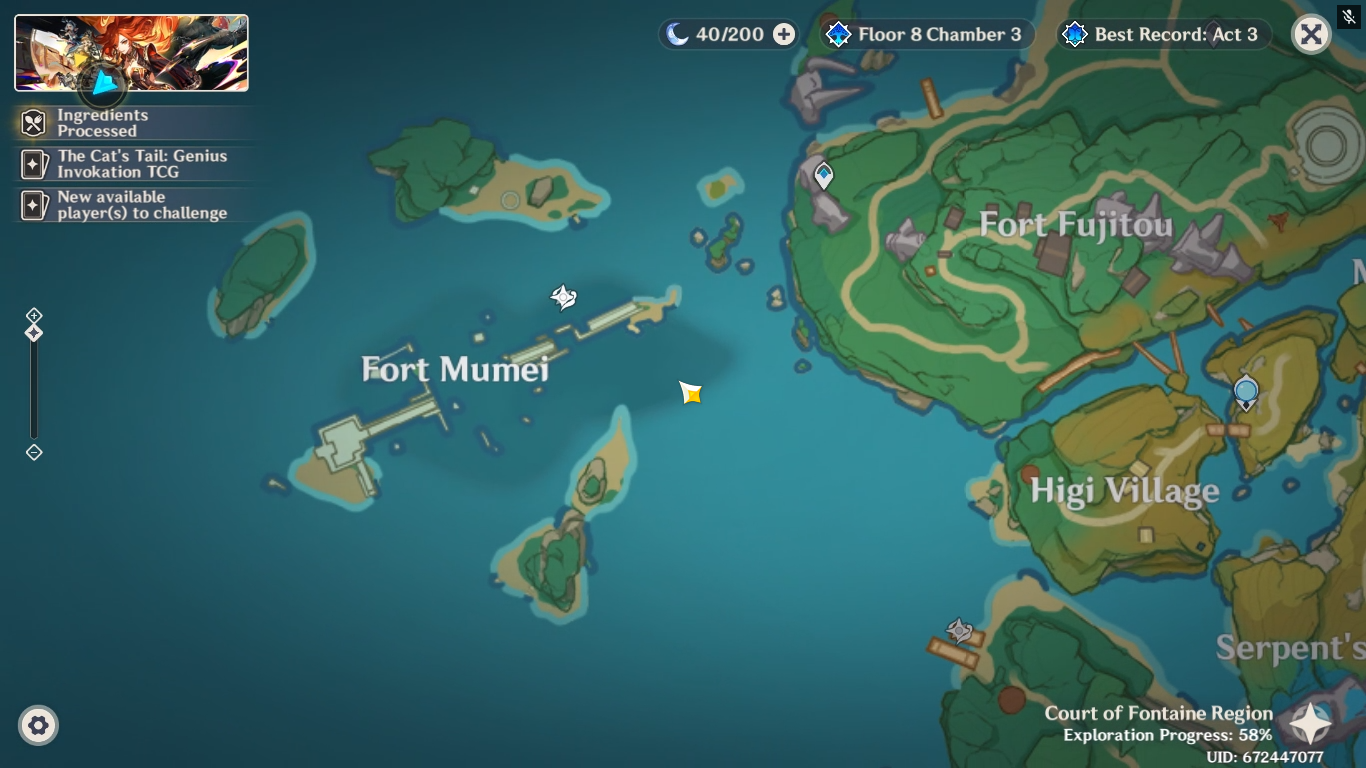 40/200
Floor 8 Chamber 3
Best Record: Act 3
Ingredients
Processed
The Cat's Tail: Genius
Invokation TCG
New available
player(s) to challenge
Fort Fujitou
Fort Mumei
Higi Village
Serpent's
Court of Fontaine Region
Exploration Progress: 58%
UID: 672447077